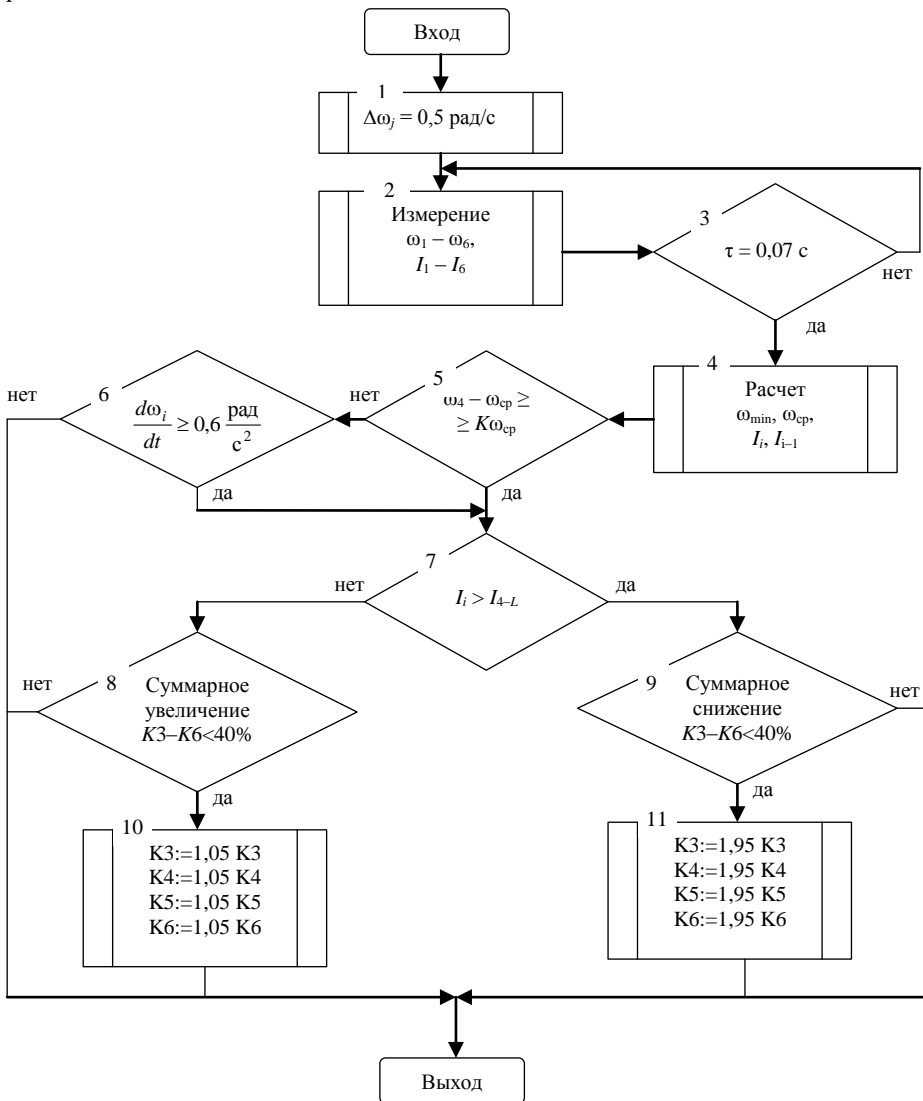 Вход
1
Δωj = 0,5 рад/с
2
Измерение
ω1 – ω6,
I1 – I6
3
τ = 0,07 с
нет
да
4
Расчет
ωmin, ωср,
Ii, Ii–1
5
ω4 – ωср ≥
≥ Kωср
нет
да
6
dωi/dt ≥ 0,6 рад/с²
нет
да
7
Ii > I4–L
нет
да
8
Суммарное
увеличение
K3–K6<40%
нет
да
9
Суммарное
снижение
K3–K6<40%
нет
да
10
K3:=1,05 K3
K4:=1,05 K4
K5:=1,05 K5
K6:=1,05 K6
11
K3:=1,95 K3
K4:=1,95 K4
K5:=1,95 K5
K6:=1,95 K6
Выход